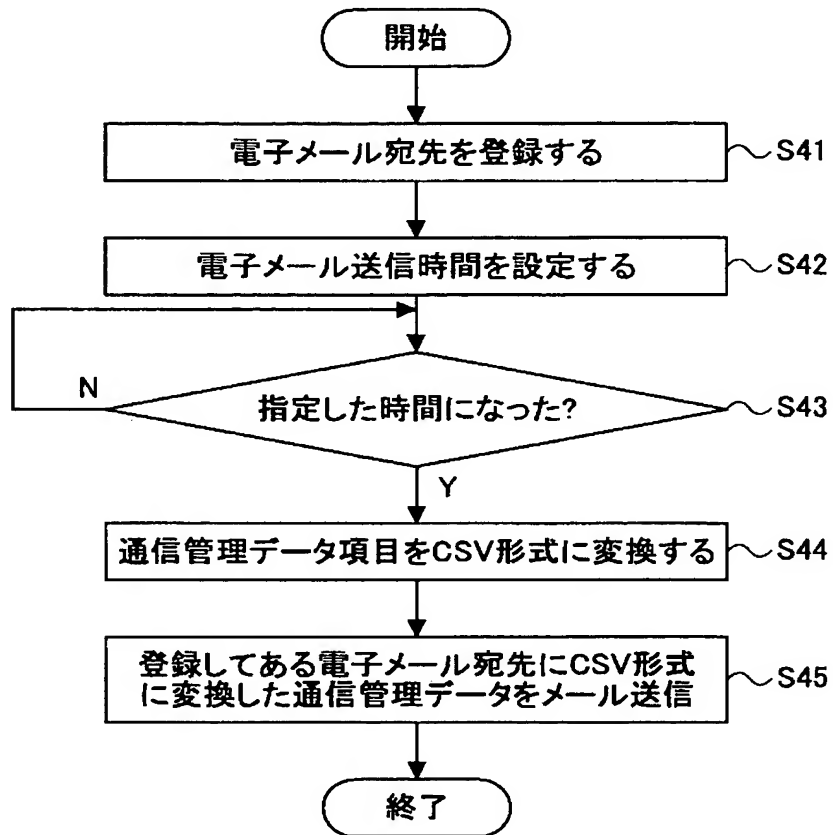 開始
電子メール宛先を登録する
S41
電子メール送信時間を設定する
S42
N
指定した時間になった?
S43
Y
通信管理データ項目をCSV形式に変換する
S44
登録してある電子メール宛先にCSV形式
に変換した通信管理データをメール送信
S45
終了